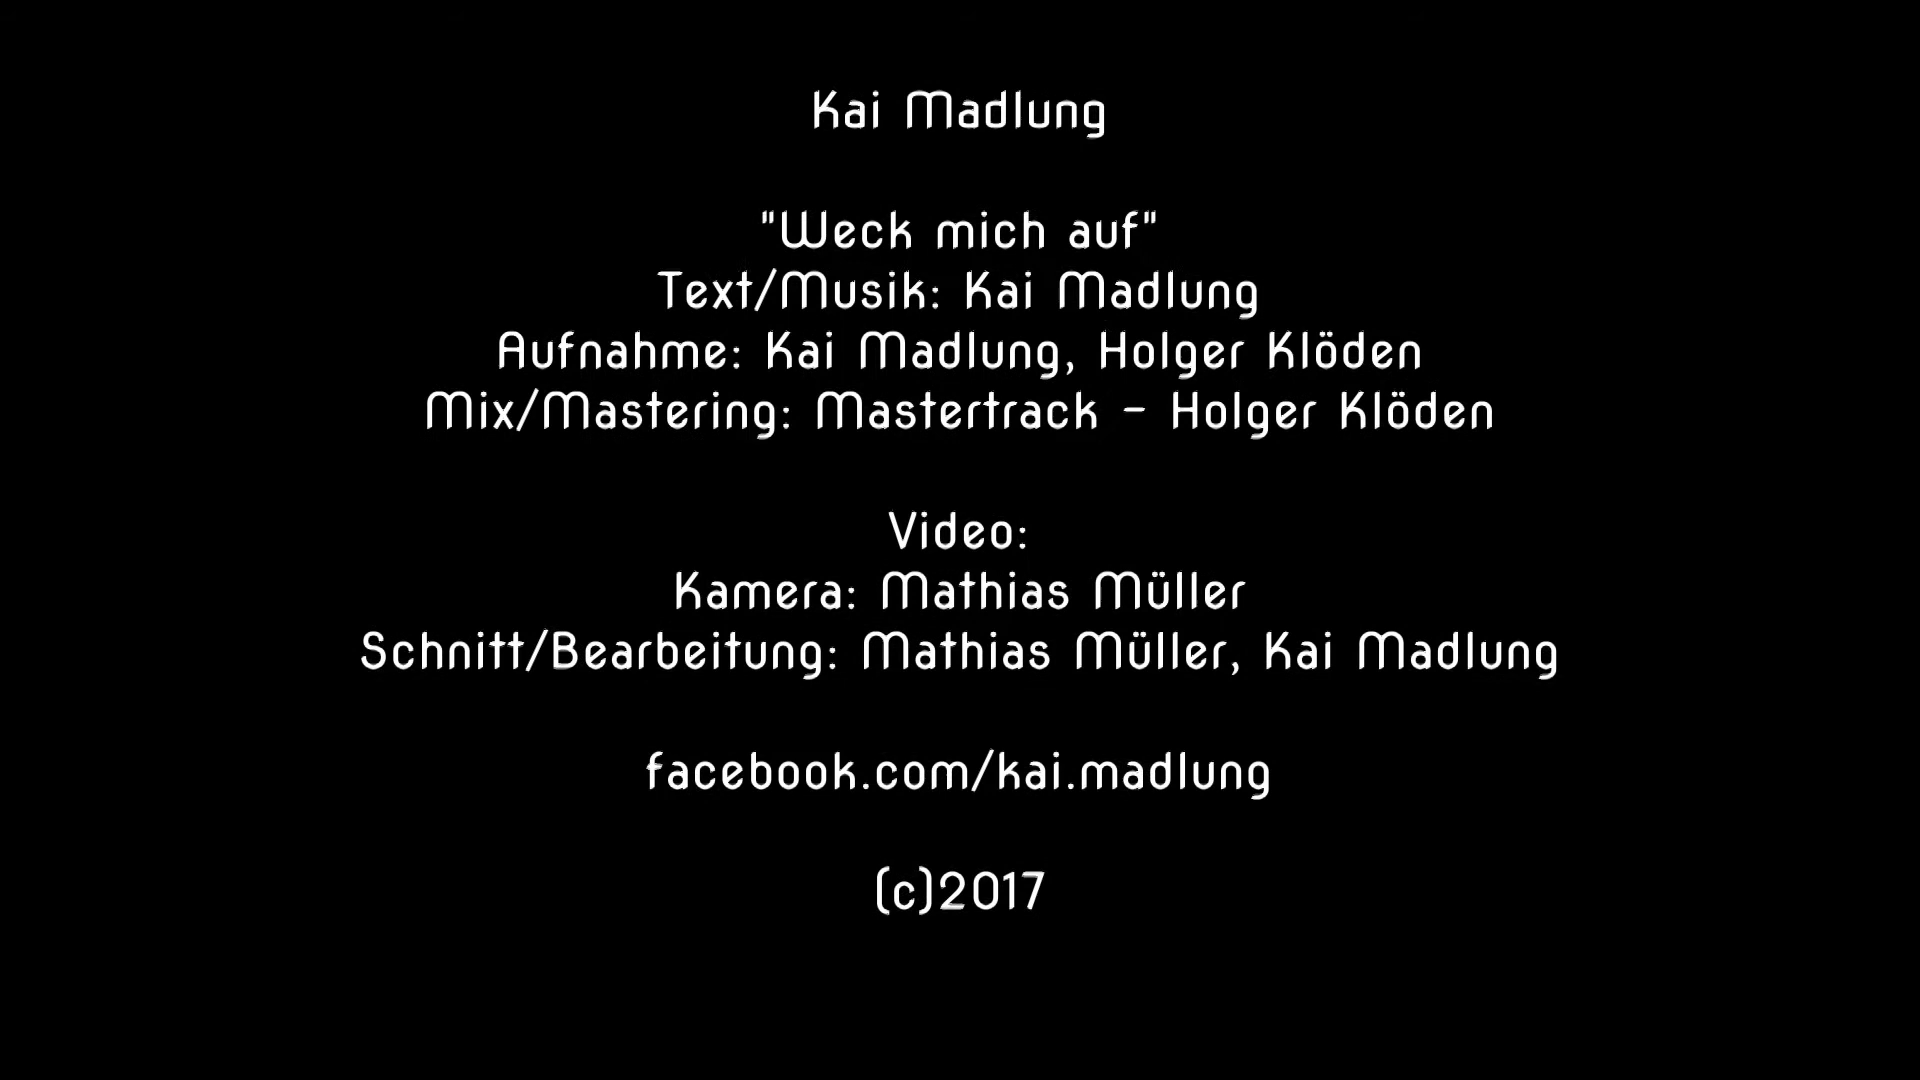 Kai Madlung
"Weck mich auf"
Text/Musik: Kai Madlung
Aufnahme: Kai Madlung, Holger Klöden
Mix/Mastering: Mastertrack - Holger Klöden
Video:
Kamera: Mathias Müller
Schnitt/Bearbeitung: Mathias Müller, Kai Madlung
facebook.com/kai.madlung
(c)2017